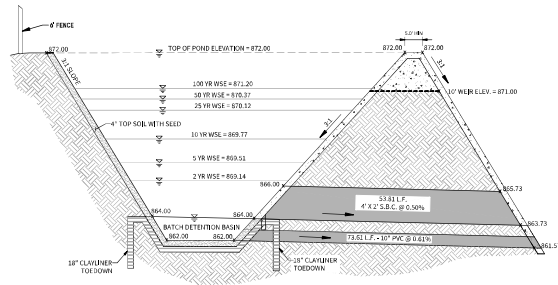 6' FENCE
5.0' MIN
872.00
TOP OF POND ELEVATION = 872.00
872.00
872.00
3:1 SLOPE
3:1
100 YR WSE = 871.20
10' WEIR ELEV. = 871.00
50 YR WSE = 870.37
25 YR WSE = 870.12
4" TOP SOIL WITH SEED
3:1
10 YR WSE = 869.77
5 YR WSE = 869.51
2 YR WSE = 869.14
866.00
865.73
53.81 L.F.
4' X 2' S.B.C. @ 0.50%
864.00
864.00
863.73
BATCH DETENTION BASIN
862.00
862.00
73.61 L.F. - 10" PVC @ 0.61%
861.5
18" CLAYLINER
TOEDOWN
18" CLAYLINER
TOEDOWN